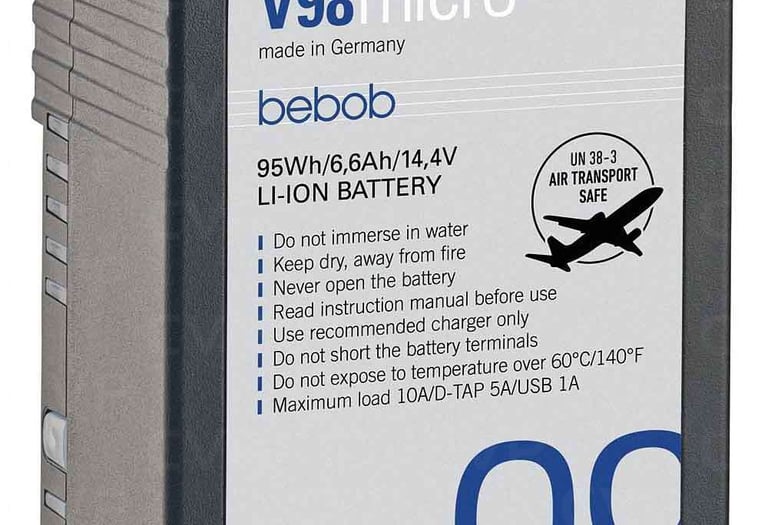 V98micro
made in Germany
bebob
95Wh/6,6Ah/14,4V
LI-ION BATTERY
UN 38-3
AIR TRANSPORT
SAFE
Do not immerse in water
Keep dry, away from fire
Never open the battery
Read instruction manual before use
Use recommended charger only
Do not short the battery terminals
Do not expose to temperature over 60°C/140°F
Maximum load 10A/D-TAP 5A/USB 1A